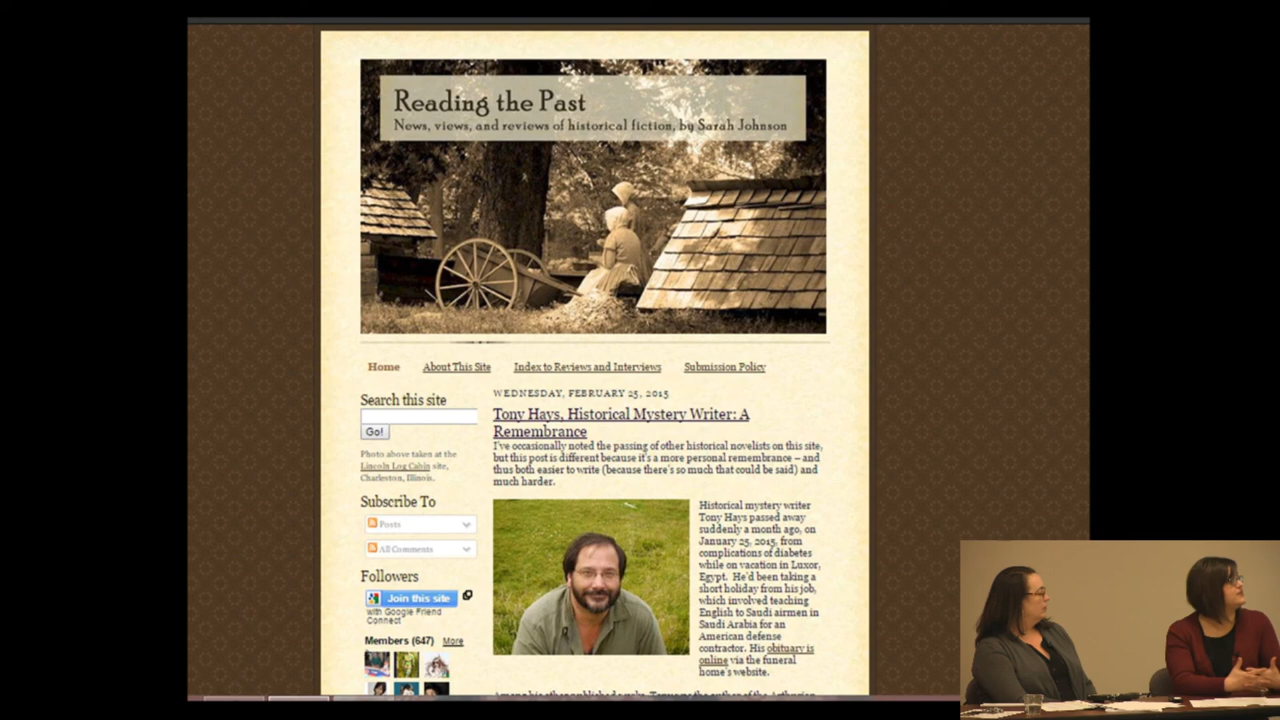 Reading the Past
News, views, and reviews of historical fiction, by Sarah Johnson
Home About This Site Index to Reviews and Interviews Submission Policy
Search this site
Go!
Photo above taken at the
Lincoln Log Cabin site,
Charleston, Illinois.
Subscribe To
Posts
All Comments
Followers
Join this site
with Google Friend
Connect
Members (647) More
WEDNESDAY, FEBRUARY 25, 2015
Tony Hays, Historical Mystery Writer: A
Remembrance
I've occasionally noted the passing of other historical novelists on this site,
but this post is different because it's a more personal remembrance – and
thus both easier to write (because there's so much that could be said) and
much harder.
Historical mystery writer
Tony Hays passed away
suddenly a month ago, on
January 25, 2015, from
complications of diabetes
while on vacation in Luxor,
Egypt. He'd been taking a
short holiday from his job,
which involved teaching
English to Saudi airmen in
Saudi Arabia for an
American defense
contractor. His obituary is
online via the funeral
home's website.